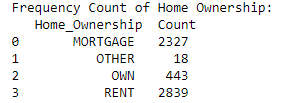 Frequency Count of Home Ownership:
Home_Ownership Count
0 MORTGAGE 2327
1 OTHER 18
2 OWN 443
3 RENT 2839